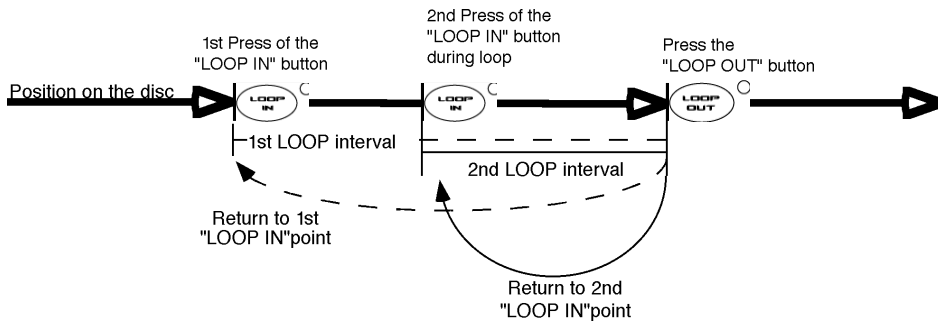 1st Press of the
"LOOP IN" button
2nd Press of the
"LOOP IN" button
during loop
Press the
"LOOP OUT" button
Position on the disc
LOOP
IN
LOOP
IN
LOOP
OUT
1st LOOP interval
2nd LOOP interval
Return to 1st
"LOOP IN"point
Return to 2nd
"LOOP IN"point